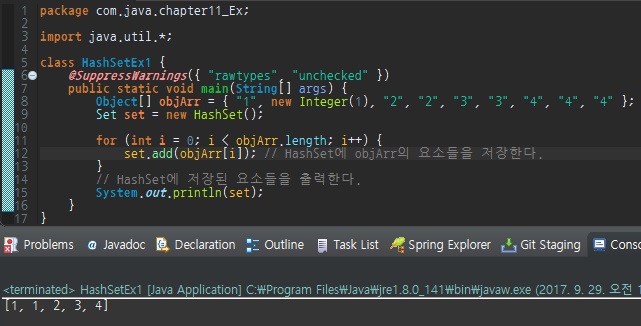 1 package com.java.chapter11_Ex;
2
3 import java.util.*;
4
5 class HashSetEx1 {
6 @SuppressWarnings({ "rawtypes", "unchecked" })
7 public static void main(String[] args) {
8 Object[] objArr = { "1", new Integer(1), "2", "2", "3", "3", "4", "4", "4" };
9 Set set = new HashSet();
10
11 for (int i = 0; i < objArr.length; i++) {
12 set.add(objArr[i]); // HashSet에 objArr의 요소들을 저장한다.
13 }
14 // HashSet에 저장된 요소들을 출력한다.
15 System.out.println(set);
16 }
17 }
Problems @ Javadoc Declaration Outline Task List Spring Explorer Git Staging Conso
<terminated> HashSetEx1 [Java Application] C:₩Program Files₩Java₩jre1.8.0_141₩bin₩javaw.exe (2017. 9. 29. 오전 1
[1, 1, 2, 3, 4]